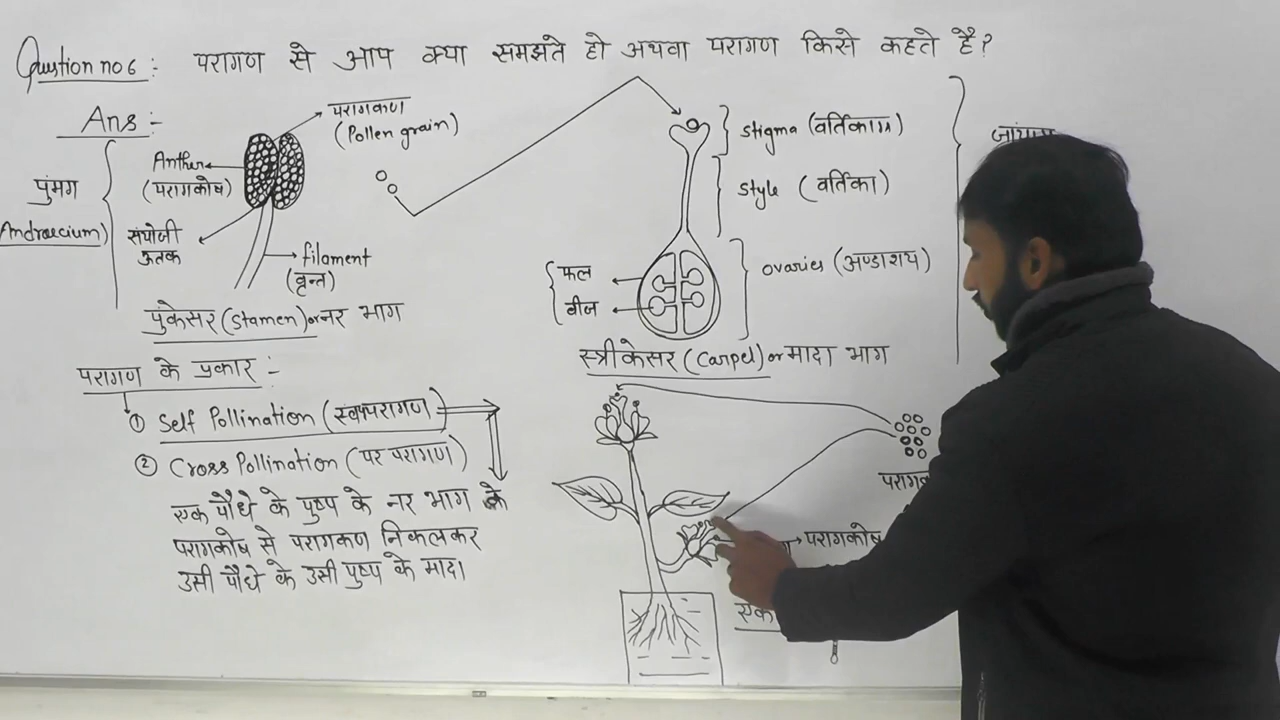 Question no 6 :- परागण से आप क्या समझते हो अथवा परागण किसे कहते हैं?
Ans :-
परागकण
(Pollen grain)
Anther
(परागकोष)
पुंमग
Andraecium)
संयोजी
ऊतक
filament
(वृन्त)
पुंकेसर (Stamen) or नर भाग
stigma (वर्तिकाग्र)
style (वर्तिका)
ovaries (अण्डाशय)
फल
बीज
स्त्रीकेसर (Carpel) or मादा भाग
जायांग
परागण के प्रकार :-
① Self Pollination (स्वपरागण)
② Cross Pollination (पर परागण)
एक पौधे के पुष्प के नर भाग के
परागकोष से परागकण निकलकर
उसी पौधे के उसी पुष्प के मादा
पराग
परागकोष
एक